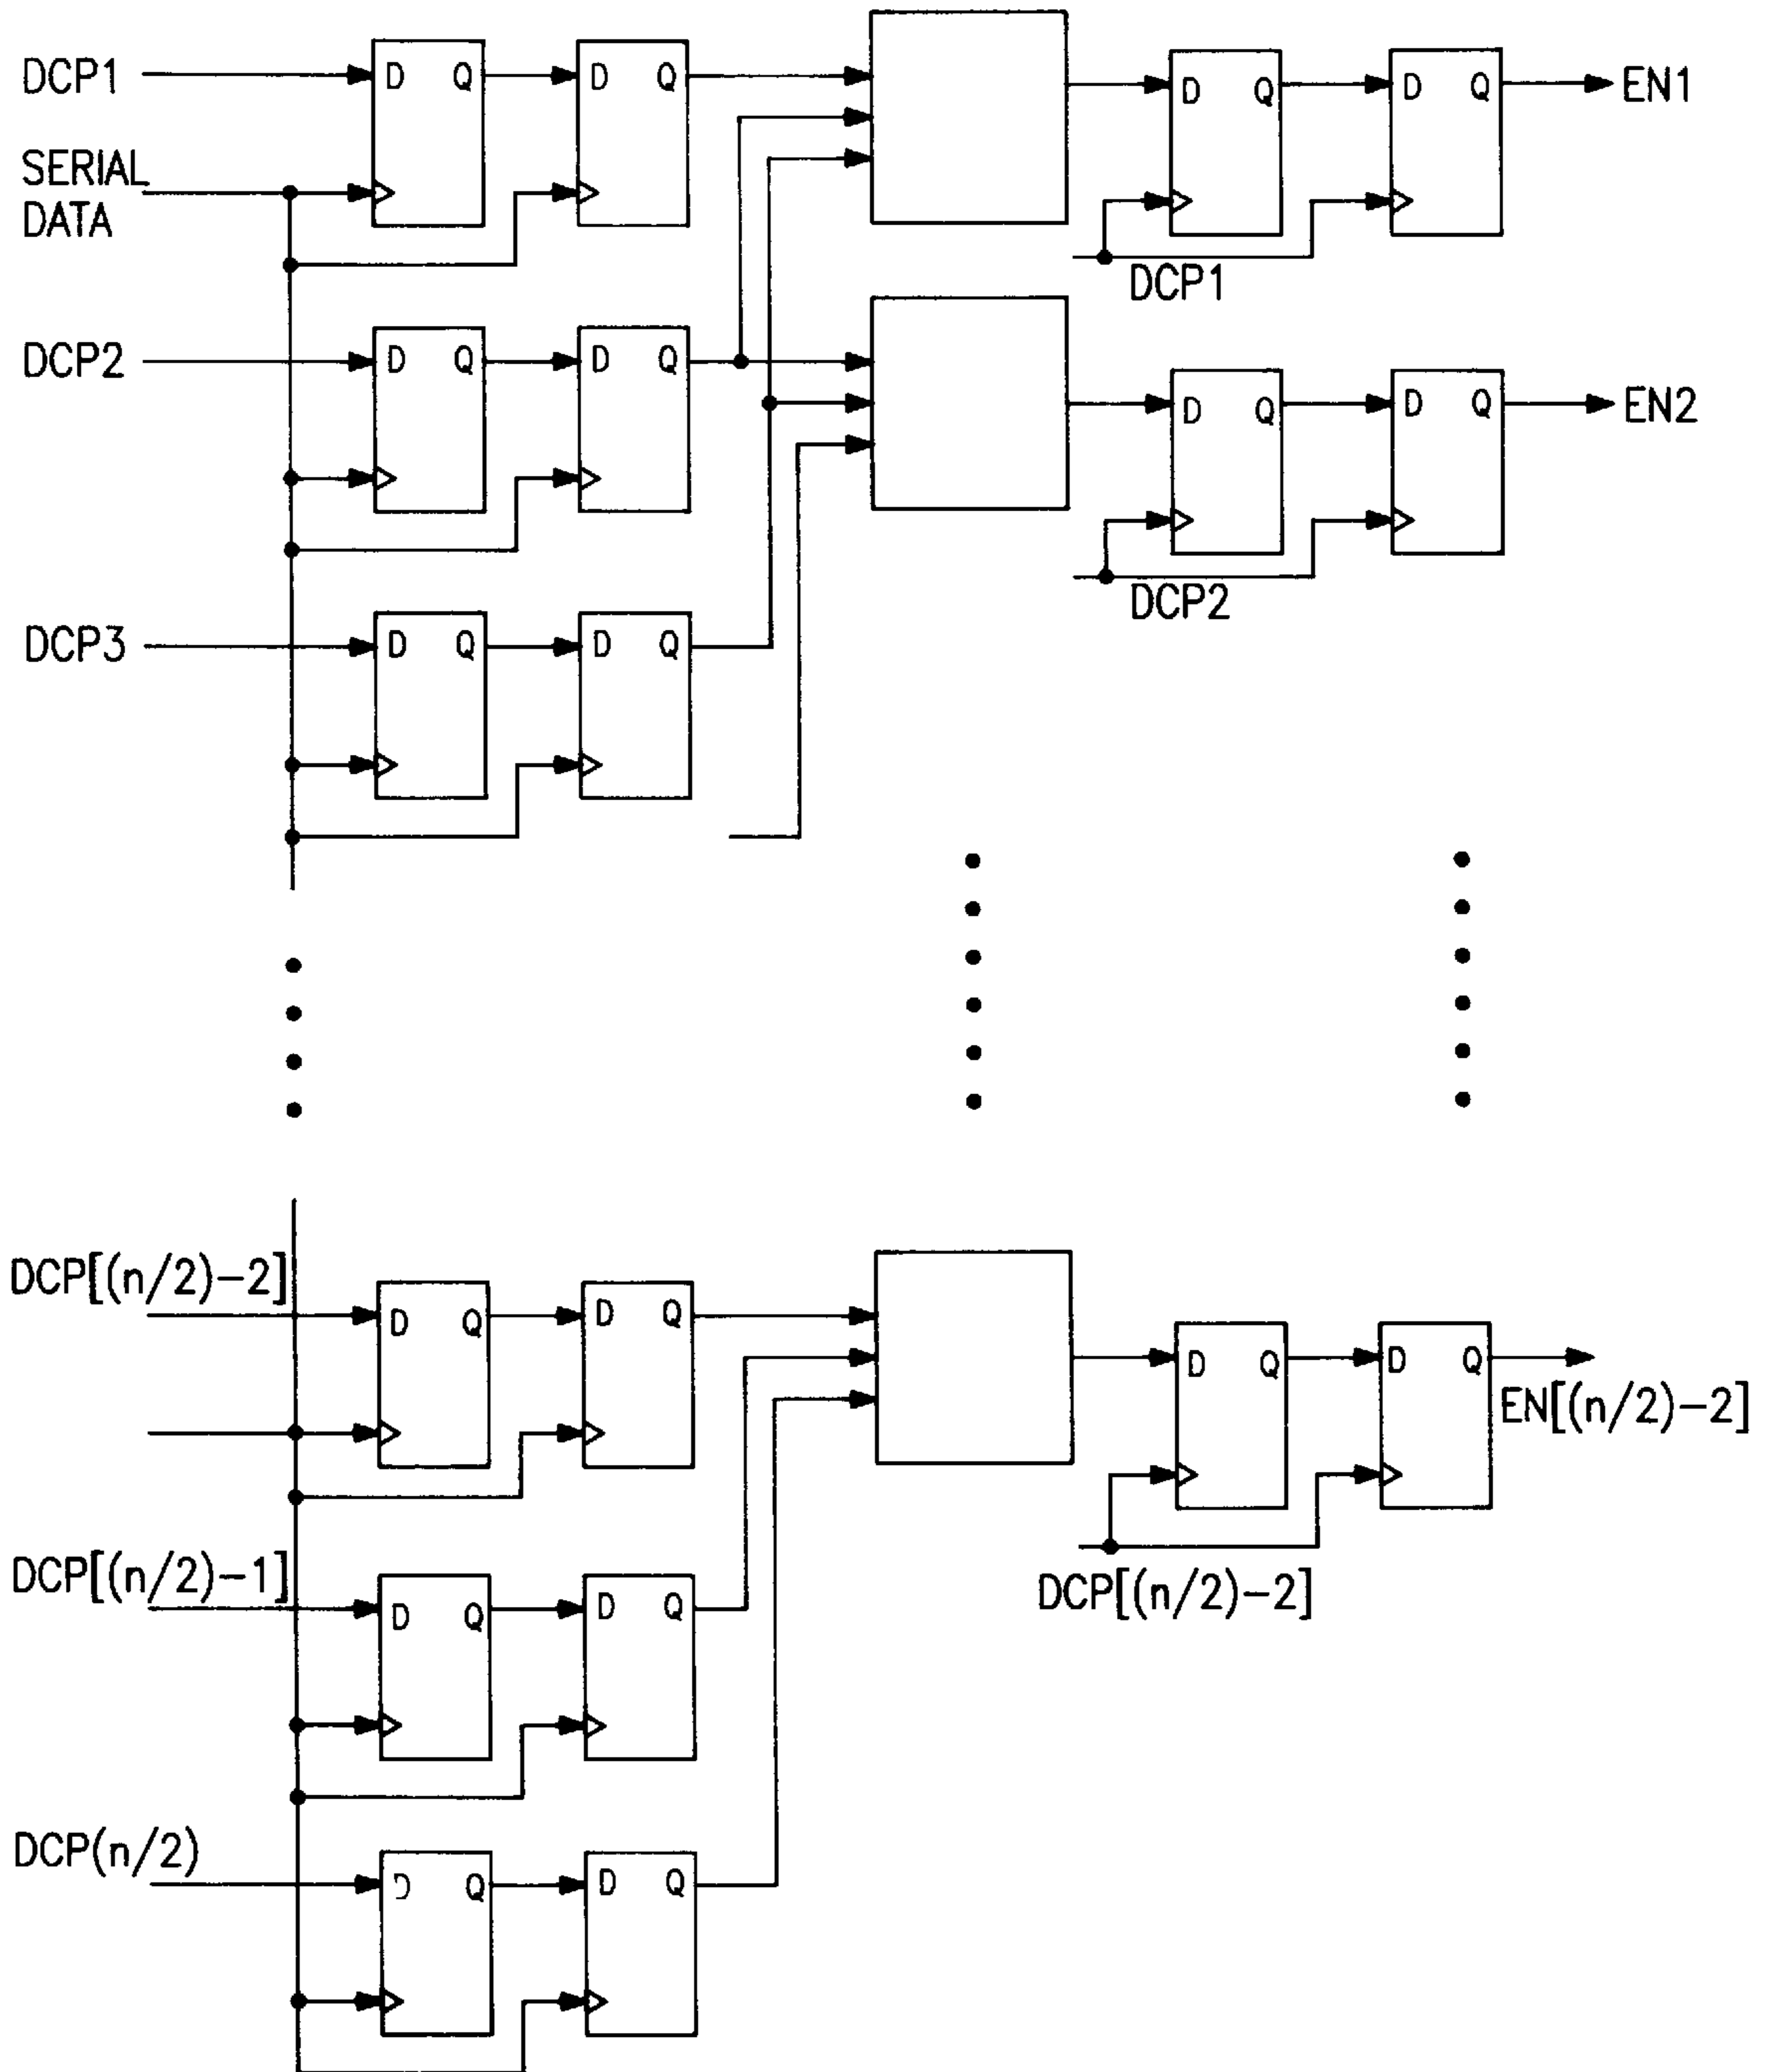 DCP1
D Q
D Q
D Q
D Q
EN1
SERIAL
DATA
DCP1
DCP2
D Q
D Q
D Q
D Q
EN2
DCP2
DCP3
D Q
D Q
DCP[(n/2)-2]
D Q
D Q
D Q
D Q
EN[(n/2)-2]
DCP[(n/2)-1]
D Q
D Q
DCP[(n/2)-2]
DCP(n/2)
D Q
D Q